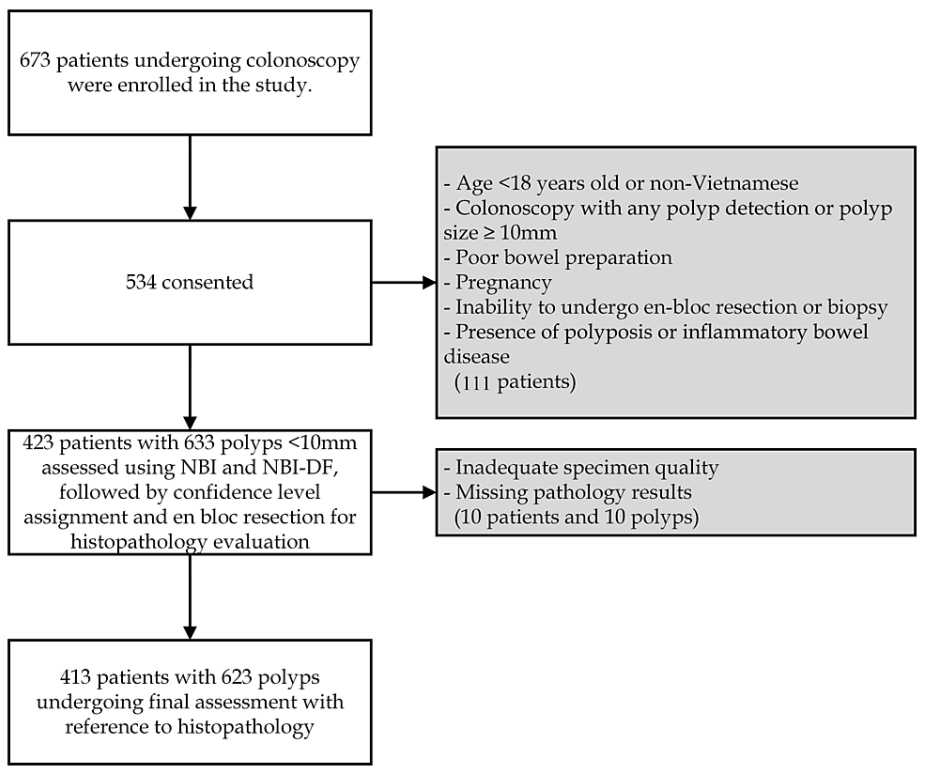 673 patients undergoing colonoscopy
were enrolled in the study.
534 consented
- Age <18 years old or non-Vietnamese
- Colonoscopy with any polyp detection or polyp
size ≥ 10mm
- Poor bowel preparation
- Pregnancy
- Inability to undergo en-bloc resection or biopsy
- Presence of polyposis or inflammatory bowel
disease
(111 patients)
423 patients with 633 polyps <10mm
assessed using NBI and NBI-DF,
followed by confidence level
assignment and en bloc resection for
histopathology evaluation
- Inadequate specimen quality
- Missing pathology results
(10 patients and 10 polyps)
413 patients with 623 polyps
undergoing final assessment with
reference to histopathology